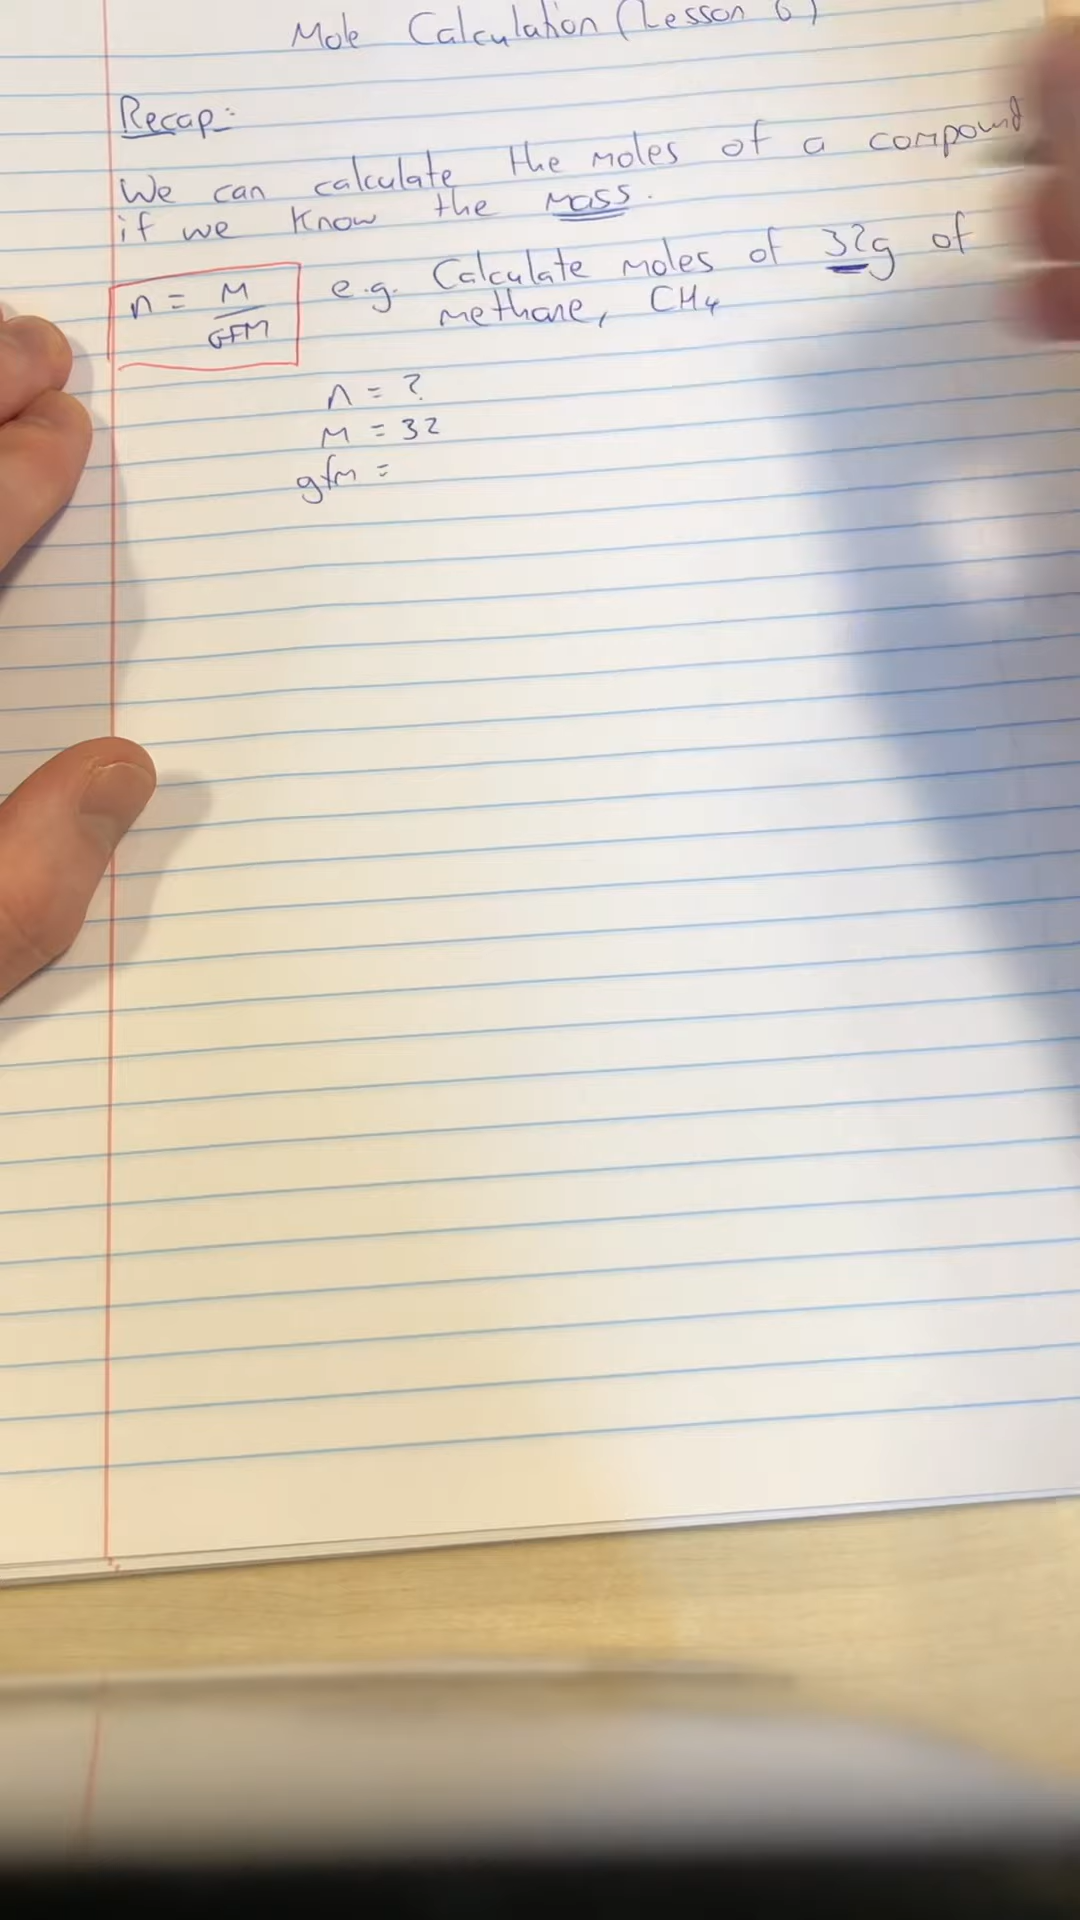 Mole Calculation (Lesson 6)
Recap:
We can calculate the moles of a compound
if we know the mass.
n = M
GFM
e.g. Calculate moles of 32g of
methane, CH₄
n = ?
M = 32
gfm =